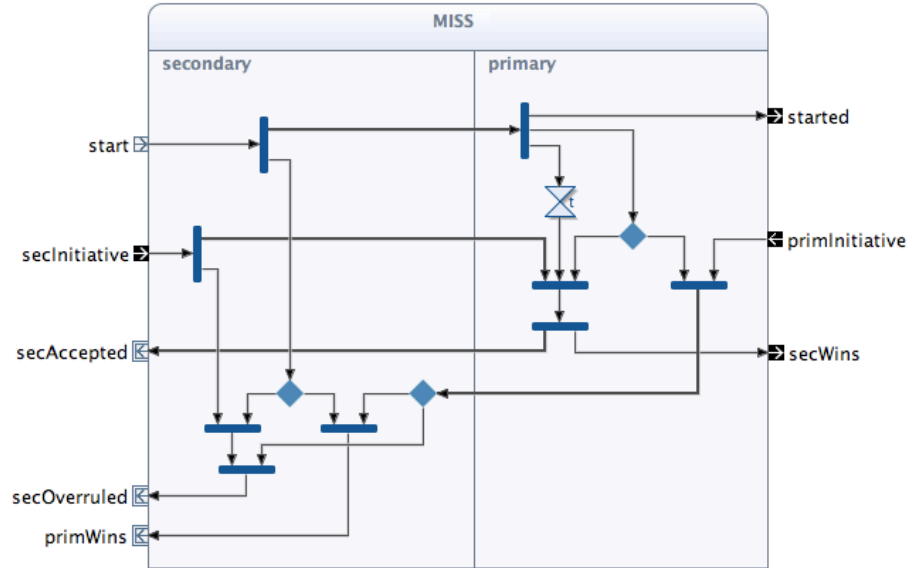 MISS
secondary
primary
started
start
t
secInitiative
primInitiative
secAccepted
secWins
secOverruled
primWins